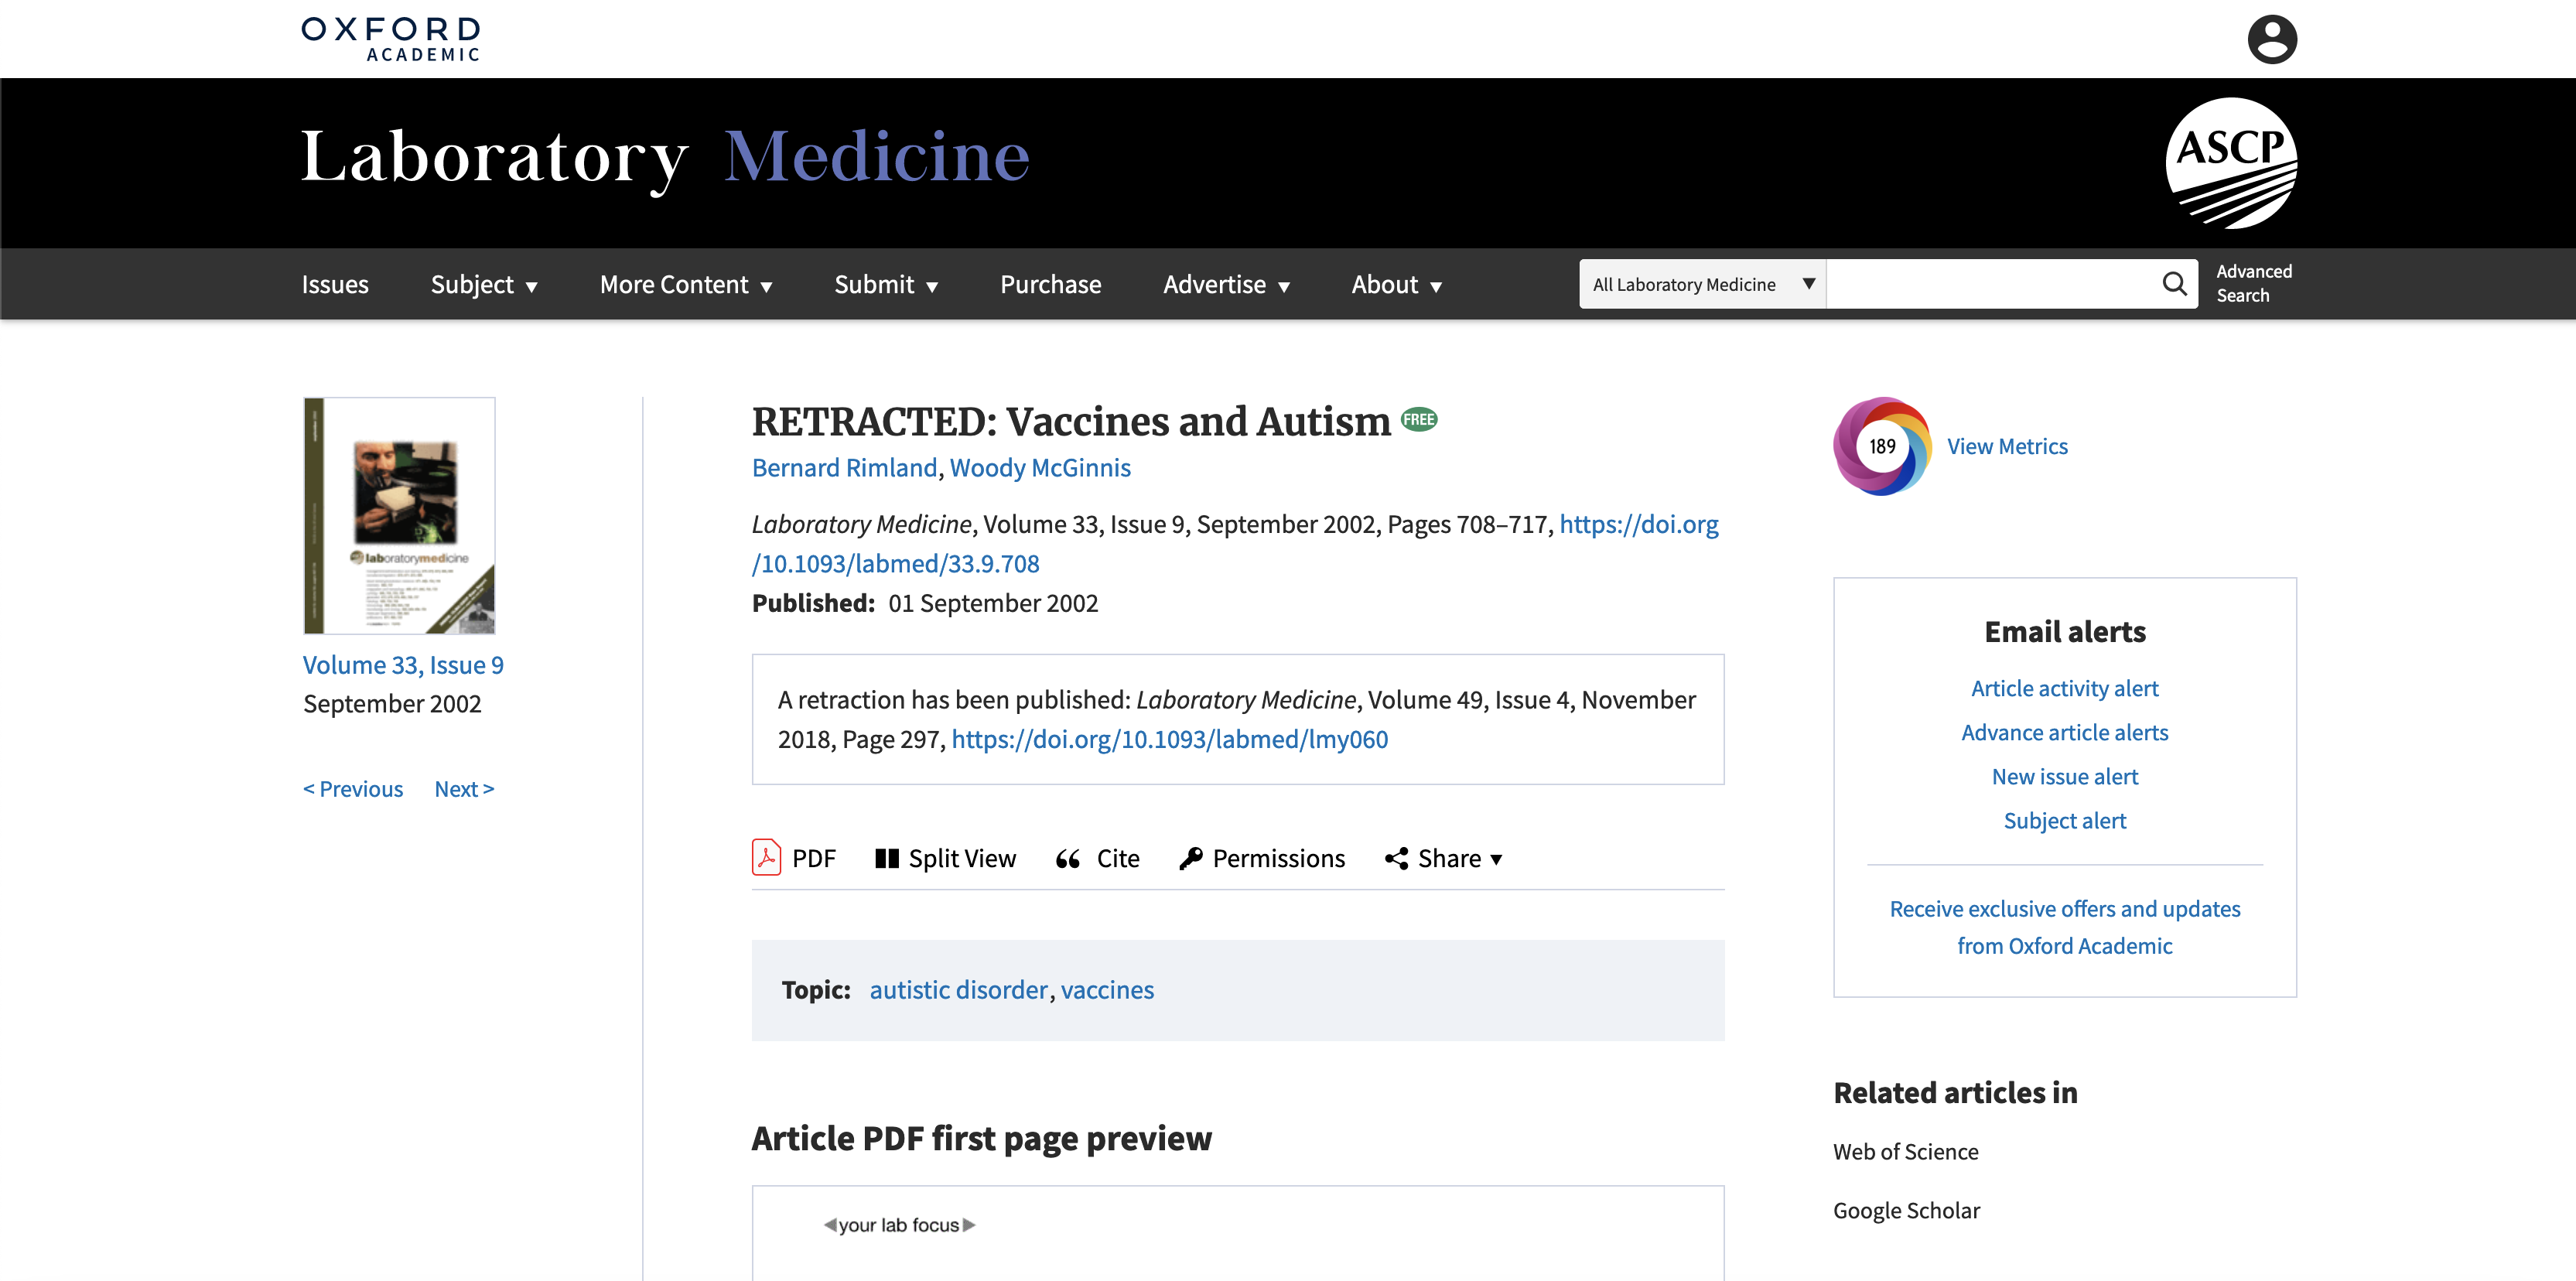 OXFORD
ACADEMIC
Laboratory Medicine
ASCP
Issues
Subject ▼
More Content ▼
Submit ▼
Purchase
Advertise ▼
About ▼
All Laboratory Medicine ▼
Advanced
Search
laboratorymedicine
Volume 33, Issue 9
September 2002
< Previous Next >
RETRACTED: Vaccines and Autism FREE
Bernard Rimland, Woody McGinnis
Laboratory Medicine, Volume 33, Issue 9, September 2002, Pages 708–717, https://doi.org
/10.1093/labmed/33.9.708
Published: 01 September 2002
A retraction has been published: Laboratory Medicine, Volume 49, Issue 4, November
2018, Page 297, https://doi.org/10.1093/labmed/lmy060
PDF
Split View
Cite
Permissions
Share ▼
Topic: autistic disorder, vaccines
Article PDF first page preview
◀your lab focus▶
189
View Metrics
Email alerts
Article activity alert
Advance article alerts
New issue alert
Subject alert
Receive exclusive offers and updates
from Oxford Academic
Related articles in
Web of Science
Google Scholar